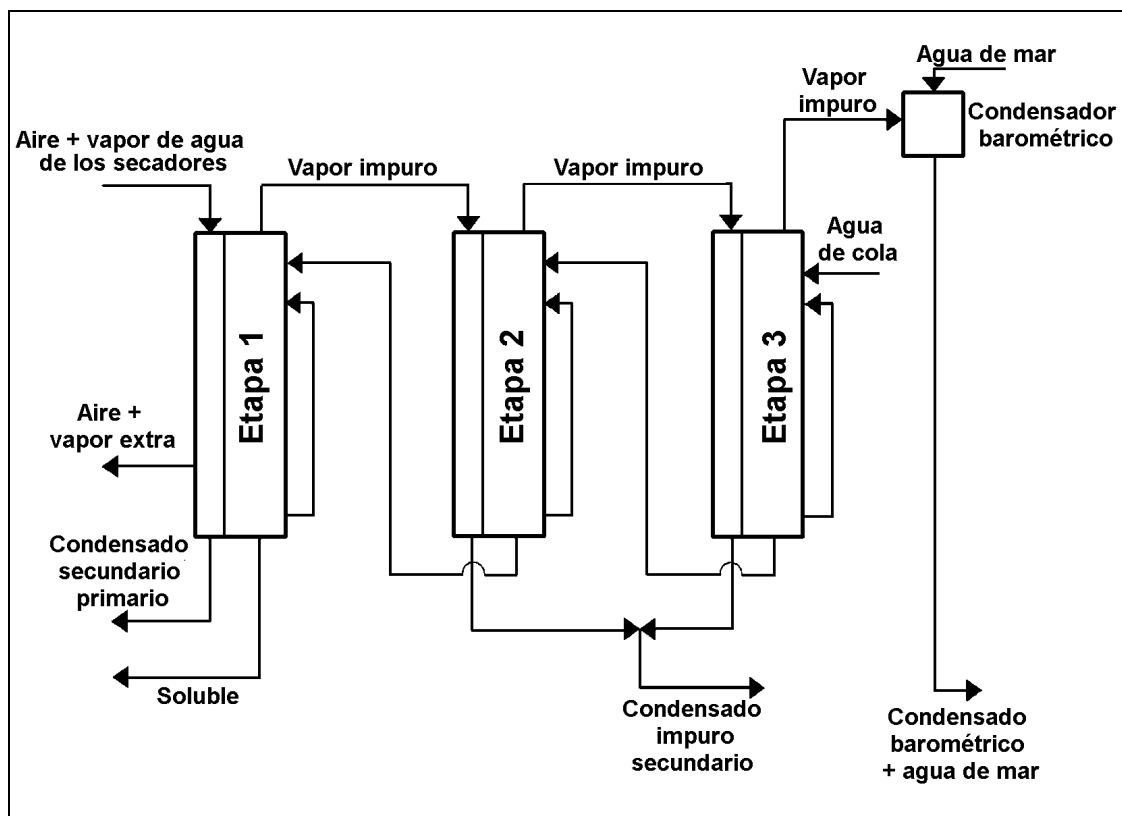 Agua de mar
Vapor
impuro
Condensador
barométrico
Aire + vapor de agua
de los secadores
Vapor impuro
Vapor impuro
Agua
de cola
Etapa 1
Etapa 2
Etapa 3
Aire +
vapor extra
Condensado
secundario
primario
Soluble
Condensado
impuro
secundario
Condensado
barométrico
+ agua de mar